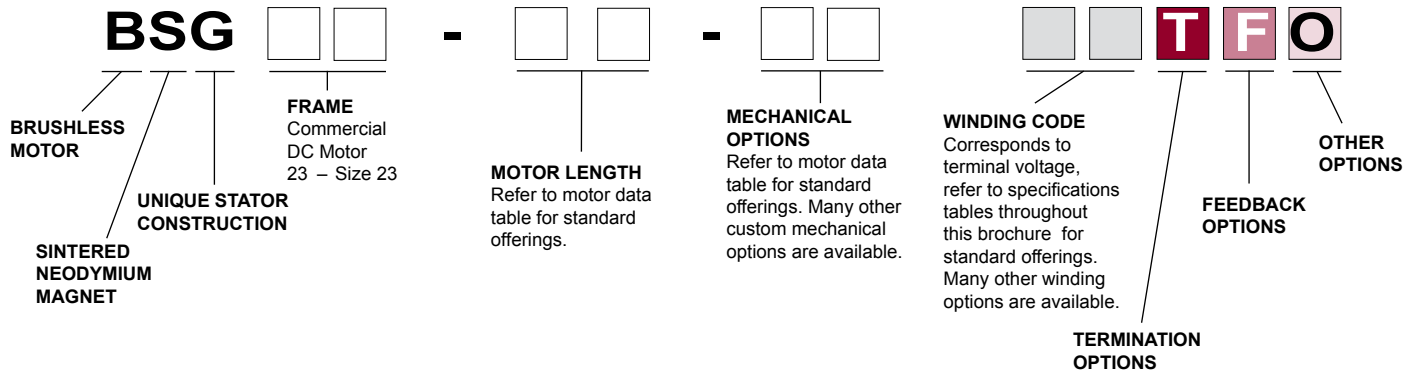 BSG - - T F O
BRUSHLESS
MOTOR
SINTERED
NEODYMIUM
MAGNET
UNIQUE STATOR
CONSTRUCTION
FRAME
Commercial
DC Motor
23 – Size 23
MOTOR LENGTH
Refer to motor data
table for standard
offerings.
MECHANICAL
OPTIONS
Refer to motor data
table for standard
offerings. Many other
custom mechanical
options are available.
WINDING CODE
Corresponds to
terminal voltage,
refer to specifications
tables throughout
this brochure for
standard offerings.
Many other winding
options are available.
TERMINATION
OPTIONS
FEEDBACK
OPTIONS
OTHER
OPTIONS